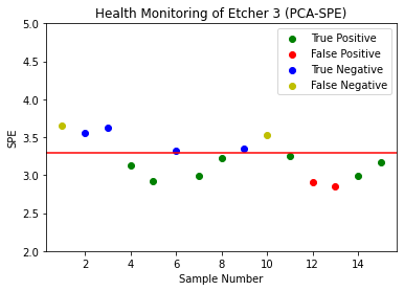 Health Monitoring of Etcher 3 (PCA-SPE)
5.0
4.5
4.0
3.5
3.0
2.5
2.0
SPE
True Positive
False Positive
True Negative
False Negative
2 4 6 8 10 12 14
Sample Number